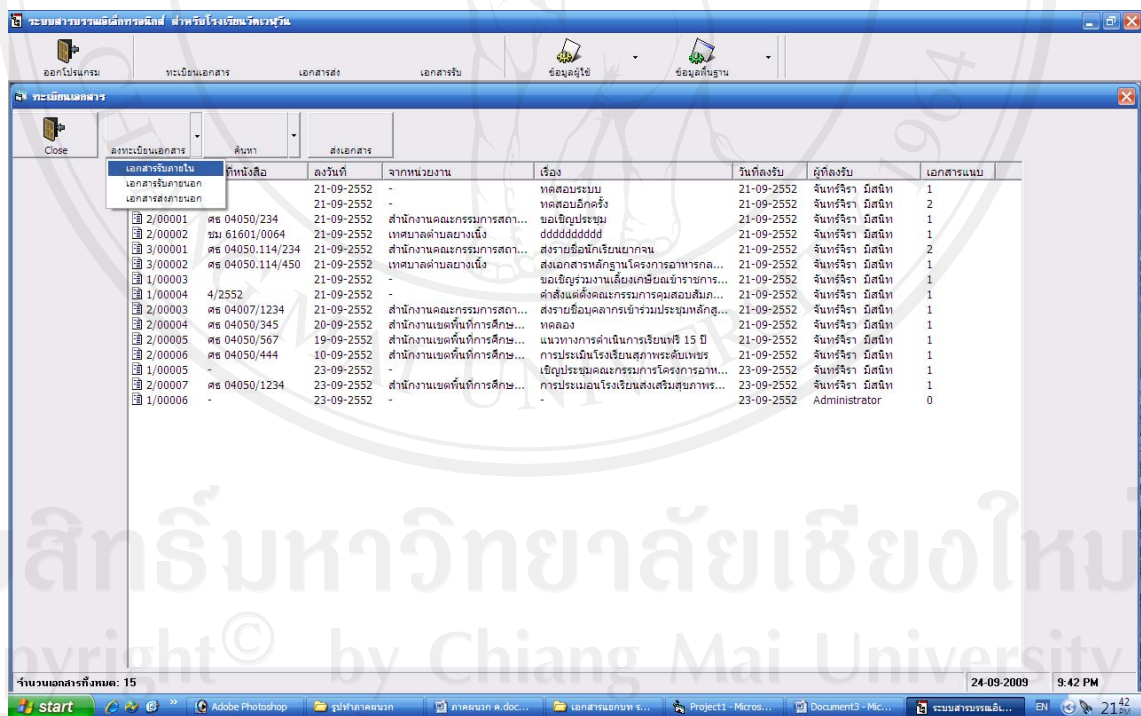 ระบบสารบรรณอิเล็กทรอนิกส์ สำหรับโรงเรียนวัดเวฬุวัน
ออกโปรแกรม ทะเบียนเอกสาร เอกสารส่ง เอกสารรับ ข้อมูลผู้ใช้ ข้อมูลพื้นฐาน
ทะเบียนเอกสาร
Close ลงทะเบียนเอกสาร ค้นหา ส่งเอกสาร
เอกสารรับภายใน
เอกสารรับภายนอก
เอกสารส่งภายนอก
ที่หนังสือ ลงวันที่ จากหน่วยงาน เรื่อง วันที่ลงรับ ผู้ที่ลงรับ เอกสารแนบ
21-09-2552 - ทดสอบระบบ 21-09-2552 จันทร์จิรา มีสนิท 1
21-09-2552 - ทดสอบอีกครั้ง 21-09-2552 จันทร์จิรา มีสนิท 2
2/00001 ศธ 04050/234 21-09-2552 สำนักงานคณะกรรมการสถา... ขอเชิญประชุม 21-09-2552 จันทร์จิรา มีสนิท 1
2/00002 ชม 61601/0064 21-09-2552 เทศบาลตำบลยางเนิ้ง dddddddddd 21-09-2552 จันทร์จิรา มีสนิท 1
3/00001 ศธ 04050.114/234 21-09-2552 สำนักงานคณะกรรมการสถา... ส่งรายชื่อนักเรียนยากจน 21-09-2552 จันทร์จิรา มีสนิท 2
3/00002 ศธ 04050.114/450 21-09-2552 เทศบาลตำบลยางเนิ้ง ส่งเอกสารหลักฐานโครงการอาหารกล... 21-09-2552 จันทร์จิรา มีสนิท 1
1/00003 21-09-2552 - ขอเชิญร่วมงานเลี้ยงเกษียณข้าราชการ... 21-09-2552 จันทร์จิรา มีสนิท 1
1/00004 4/2552 21-09-2552 - คำสั่งแต่งตั้งคณะกรรมการคุมสอบสัมภ... 21-09-2552 จันทร์จิรา มีสนิท 1
2/00003 ศธ 04007/1234 21-09-2552 สำนักงานคณะกรรมการสถา... ส่งรายชื่อบุคลากรเข้าร่วมประชุมหลักสู... 21-09-2552 จันทร์จิรา มีสนิท 1
2/00004 ศธ 04050/345 20-09-2552 สำนักงานเขตพื้นที่การศึกษ... ทดลอง 21-09-2552 จันทร์จิรา มีสนิท 1
2/00005 ศธ 04050/567 19-09-2552 สำนักงานเขตพื้นที่การศึกษ... แนวทางการดำเนินการเรียนฟรี 15 ปี 21-09-2552 จันทร์จิรา มีสนิท 1
2/00006 ศธ 04050/444 10-09-2552 สำนักงานเขตพื้นที่การศึกษ... การประเมินโรงเรียนสุภาพระดับเพชร 21-09-2552 จันทร์จิรา มีสนิท 1
1/00005 - 23-09-2552 - เชิญประชุมคณะกรรมการโครงการอาห... 23-09-2552 จันทร์จิรา มีสนิท 1
2/00007 ศธ 04050/1234 23-09-2552 สำนักงานเขตพื้นที่การศึกษ... การประเมอนโรงเรียนส่งเสริมสุขภาพร... 23-09-2552 จันทร์จิรา มีสนิท 1
1/00006 - 23-09-2552 - - 23-09-2552 Administrator 0
1964
สิทธิ์มหาวิทยาลัยเชียงใหม่
pyright © by Chiang Mai University
จำนวนเอกสารทั้งหมด: 15 24-09-2009 9:42 PM
start Adobe Photoshop รูปทำภาคผนวก ภาคผนวก ค.doc... เอกสารแยกบท ร... Project1 - Micros... Document3 - Mic... ระบบสารบรรณอิเ... EN 21 42 PM